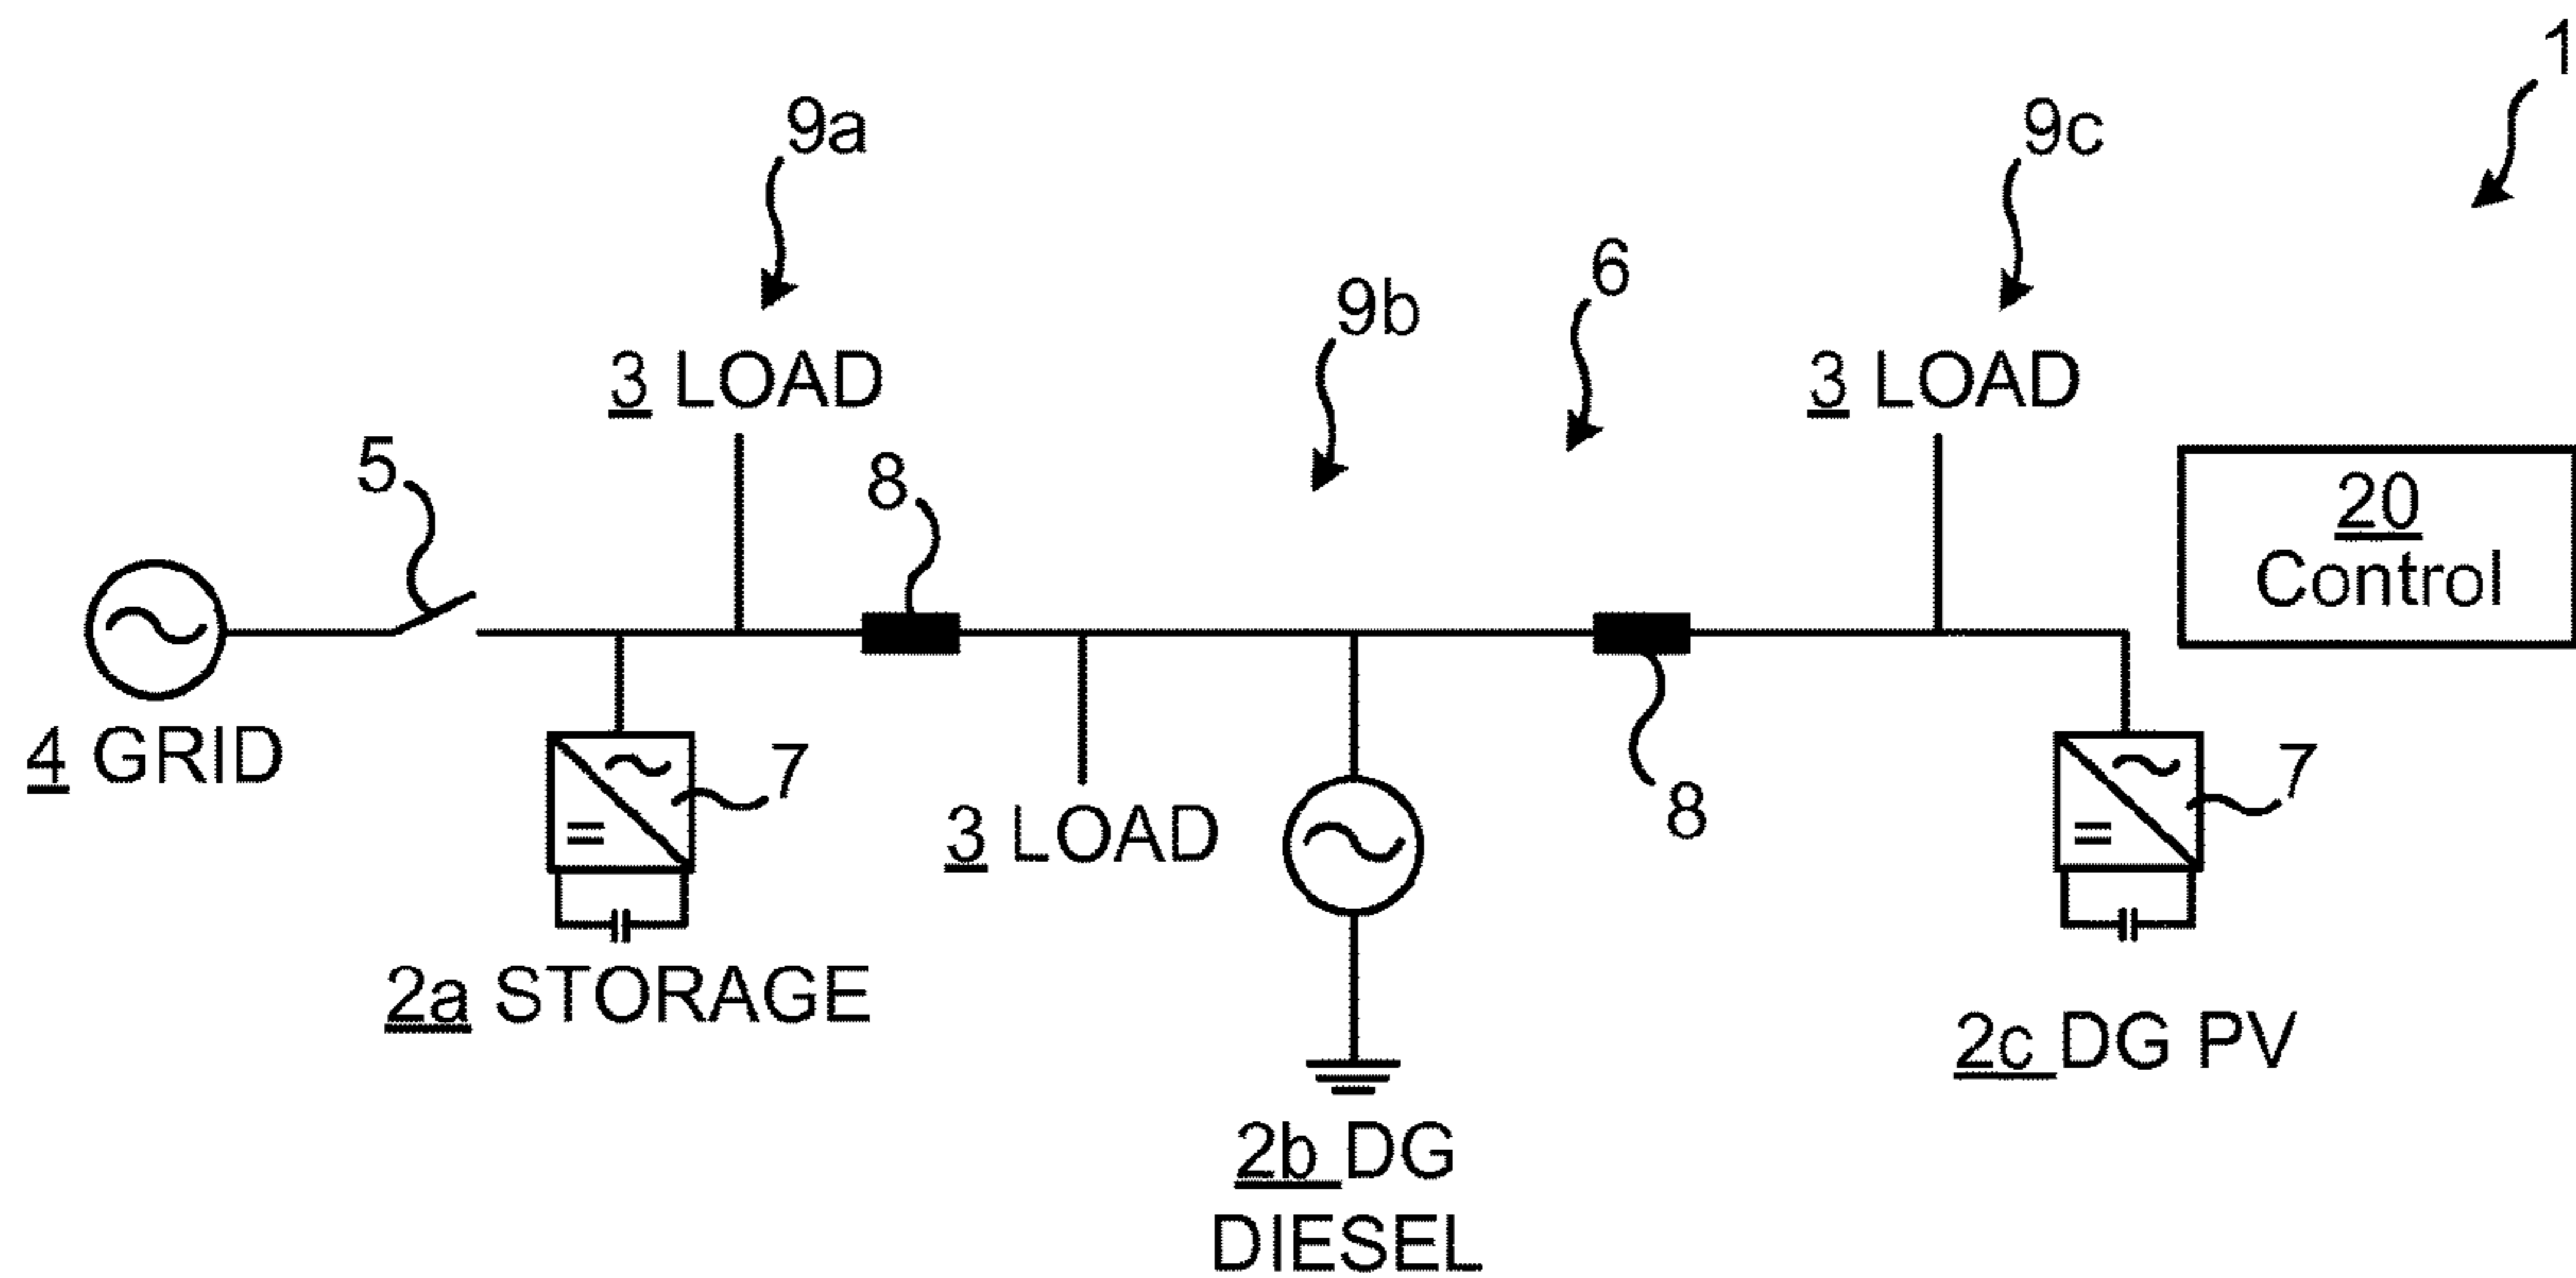 1
9a
9c
6
9b
3 LOAD
3 LOAD
5
8
20
Control
4 GRID
7
7
3 LOAD
8
2a STORAGE
2c DG PV
2b DG
DIESEL